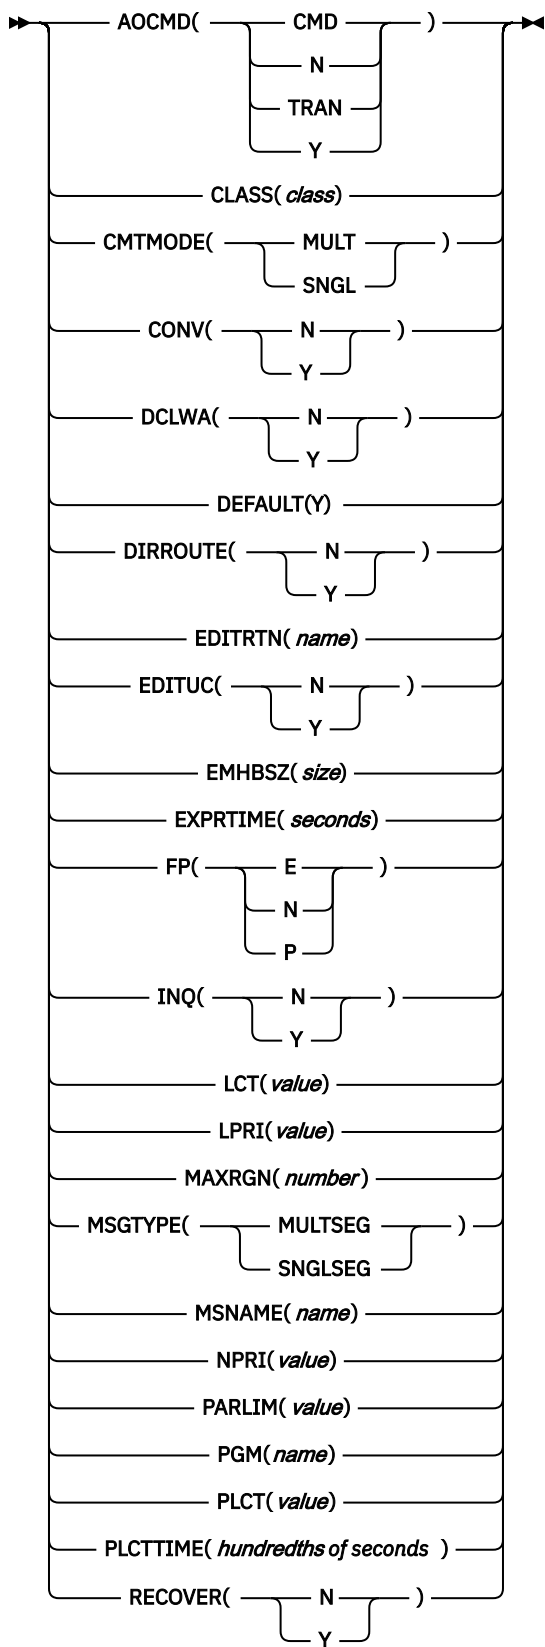 AOCMD( CMD )
N
TRAN
Y
CLASS( class)
CMTMODE( MULT )
SNGL
CONV( N )
Y
DCLWA( N )
Y
DEFAULT(Y)
DIRROUTE( N )
Y
EDITRTN( name)
EDITUC( N )
Y
EMHBSZ( size)
EXPRTIME( seconds)
FP( E )
N
P
INQ( N )
Y
LCT( value)
LPRI( value)
MAXRGN( number)
MSGTYPE( MULTSEG )
SNGLSEG
MSNAME( name)
NPRI( value)
PARLIM( value)
PGM( name)
PLCT( value)
PLCTTIME( hundredths of seconds )
RECOVER( N )
Y